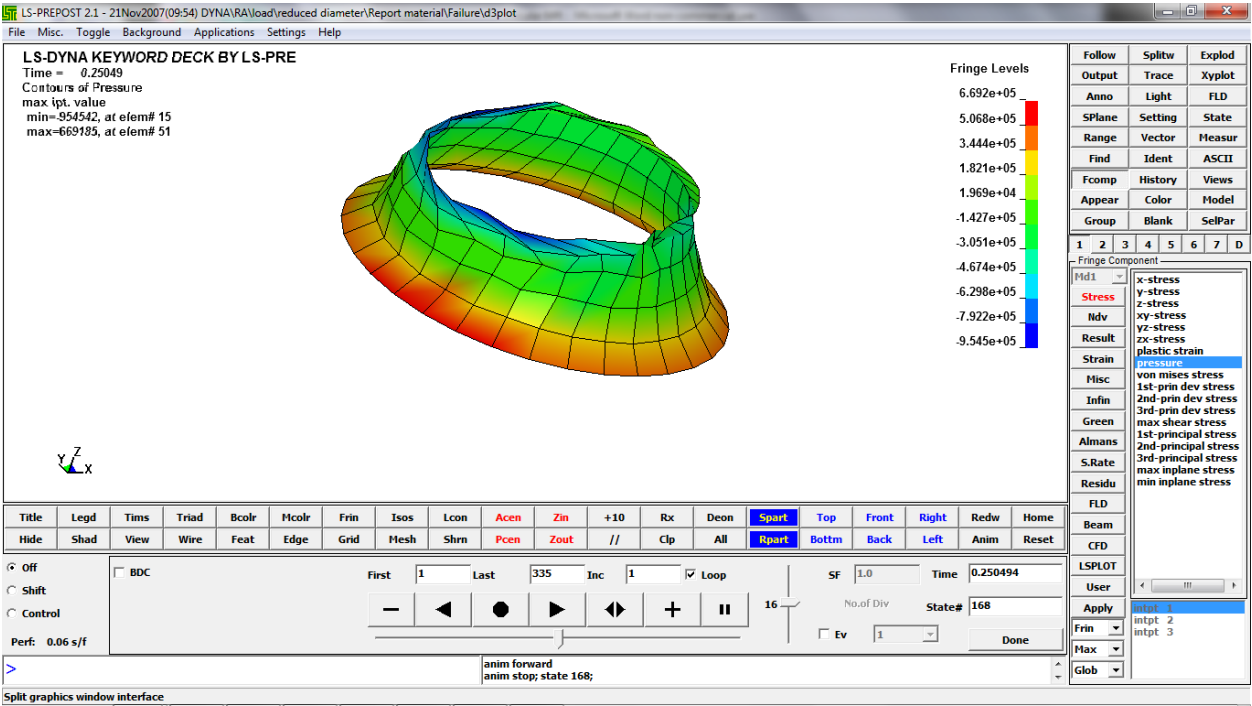 LS-PREPOST 2.1 - 21Nov2007(09:54) DYNA\RA\load\reduced diameter\Report material\Failure\d3plot
File Misc. Toggle Background Applications Settings Help
LS-DYNA KEYWORD DECK BY LS-PRE
Time = 0.25049
Contours of Pressure
max ipt. value
min=-954542, at elem# 15
max=669185, at elem# 51
Fringe Levels
6.692e+05
5.068e+05
3.444e+05
1.821e+05
1.969e+04
-1.427e+05
-3.051e+05
-4.674e+05
-6.298e+05
-7.922e+05
-9.545e+05
Z
Y
X
Follow Splitw Explod
Output Trace Xyplot
Anno Light FLD
SPlane Setting State
Range Vector Measur
Find Ident ASCII
Fcomp History Views
Appear Color Model
Group Blank SelPar
1 2 3 4 5 6 7 D
Fringe Component
Md1
Stress
Ndv
Result
Strain
Misc
Infin
Green
Almans
S.Rate
Residu
FLD
Beam
CFD
LSPLOT
User
Apply
Frin
Max
Glob
x-stress
y-stress
z-stress
xy-stress
yz-stress
zx-stress
plastic strain
pressure
von mises stress
1st-prin dev stress
2nd-prin dev stress
3rd-prin dev stress
max shear stress
1st-principal stress
2nd-principal stress
3rd-principal stress
max inplane stress
min inplane stress
intpt 1
intpt 2
intpt 3
Title Legd Tims Triad Bcolr Mcolr Frin Isos Lcon Acen Zin +10 Rx Deon Spart Top Front Right Redw Home
Hide Shad View Wire Feat Edge Grid Mesh Shrn Pcen Zout // Clp All Rpart Bottm Back Left Anim Reset
Off
Shift
Control
Perf: 0.06 s/f
BDC
First 1 Last 335 Inc 1 Loop
16
SF 1.0 Time 0.250494
No.of Div State# 168
Ev 1 Done
>
anim forward
anim stop; state 168;
Split graphics window interface